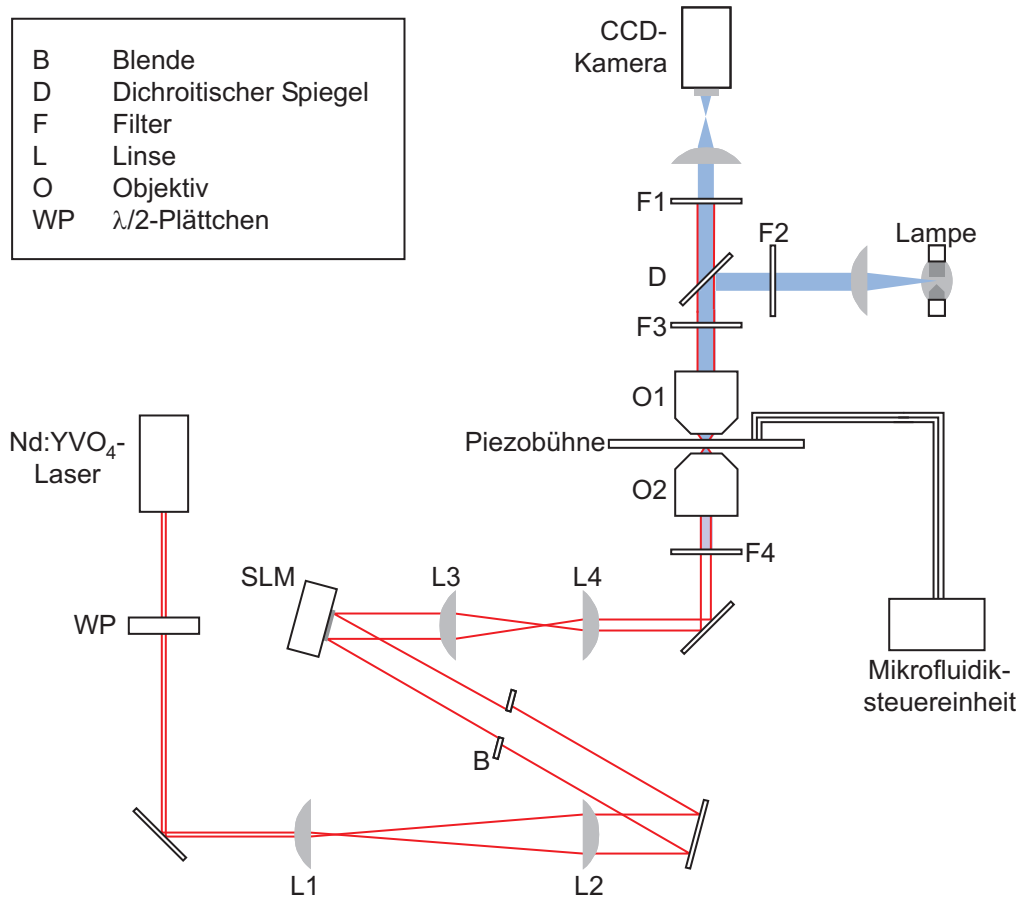 B Blende
D Dichroitischer Spiegel
F Filter
L Linse
O Objektiv
WP λ/2-Plättchen
CCD-
Kamera
F1
F2
Lampe
D
F3
O1
Piezobühne
O2
F4
Nd:YVO₄-
Laser
SLM
L3
L4
WP
Mikrofluidik-
steuereinheit
B
L1
L2